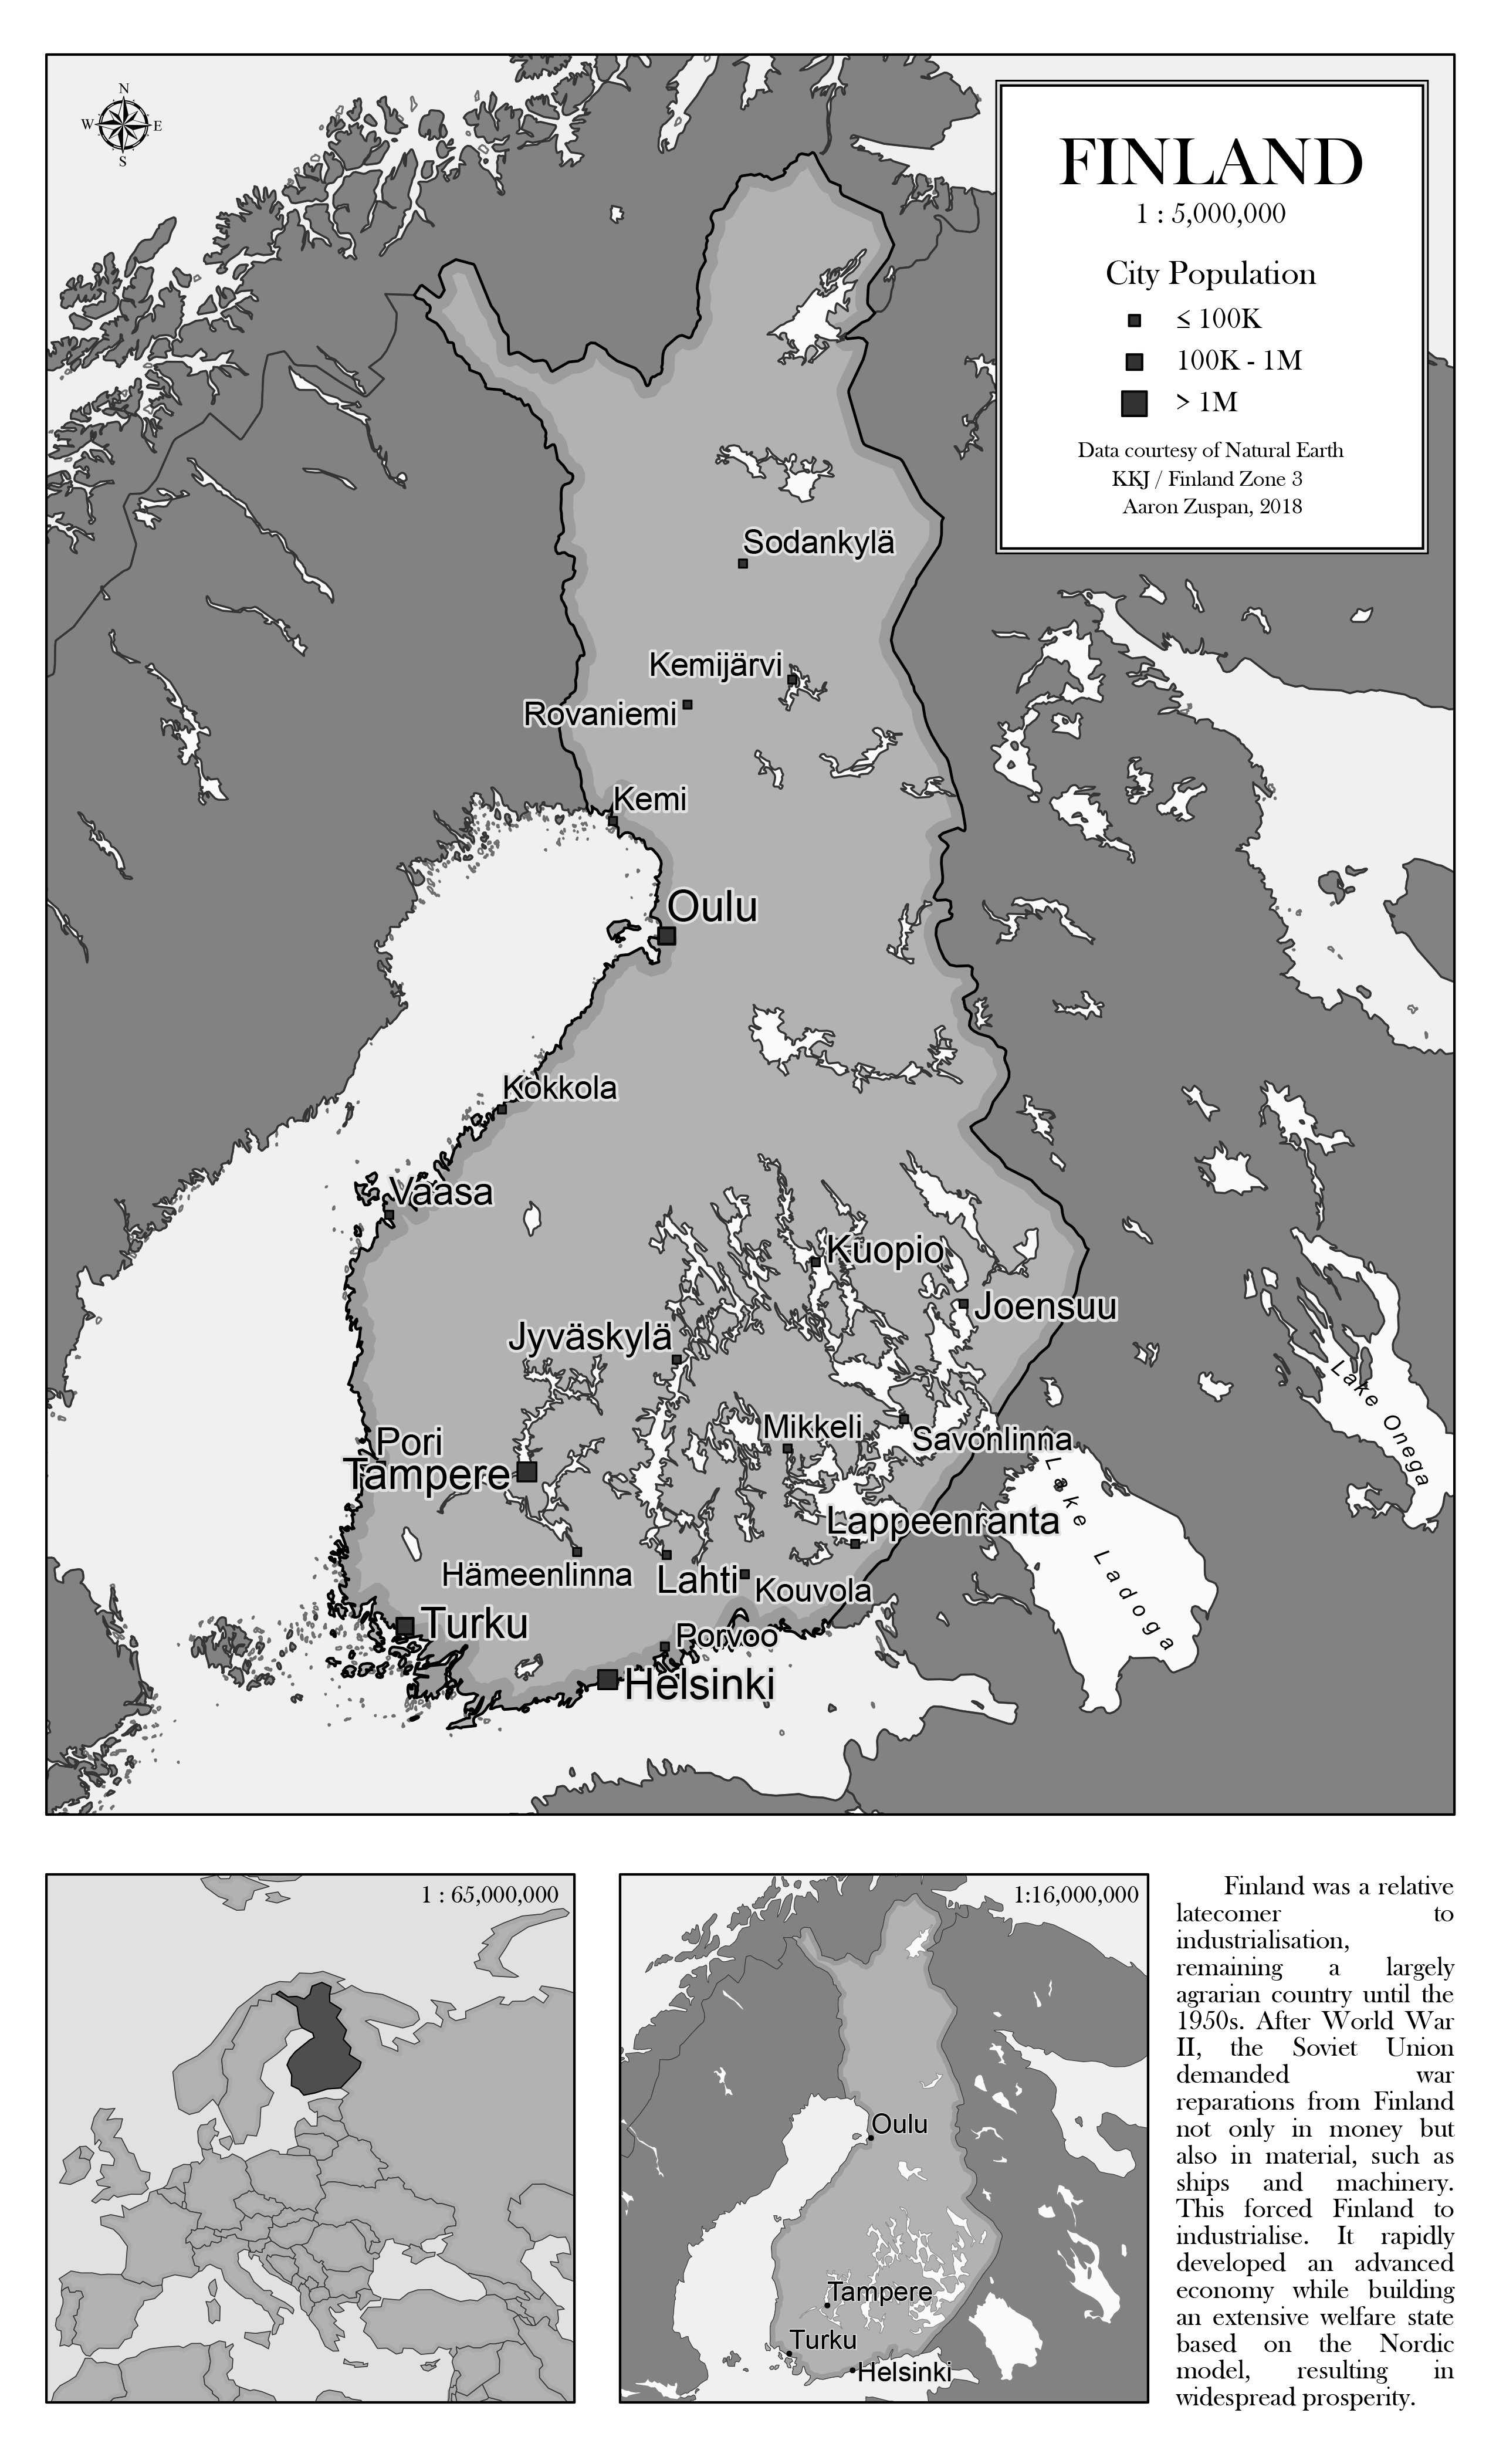 N
W E
S
FINLAND
1 : 5,000,000
City Population
≤ 100K
100K - 1M
> 1M
Data courtesy of Natural Earth
KKJ / Finland Zone 3
Aaron Zuspan, 2018
Sodankylä
Kemijärvi
Rovaniemi
Kemi
Oulu
Kokkola
Vaasa
Kuopio
Joensuu
Jyväskylä
Lake Onega
Mikkeli
Pori
Savonlinna
Tampere
Lake Ladoga
Lappeenranta
Hämeenlinna
Lahti
Kouvola
Turku
Porvoo
Helsinki
1 : 65,000,000
1:16,000,000
Oulu
Tampere
Turku
Helsinki
Finland was a relative
latecomer to
industrialisation,
remaining a largely
agrarian country until the
1950s. After World War
II, the Soviet Union
demanded war
reparations from Finland
not only in money but
also in material, such as
ships and machinery.
This forced Finland to
industrialise. It rapidly
developed an advanced
economy while building
an extensive welfare state
based on the Nordic
model, resulting in
widespread prosperity.